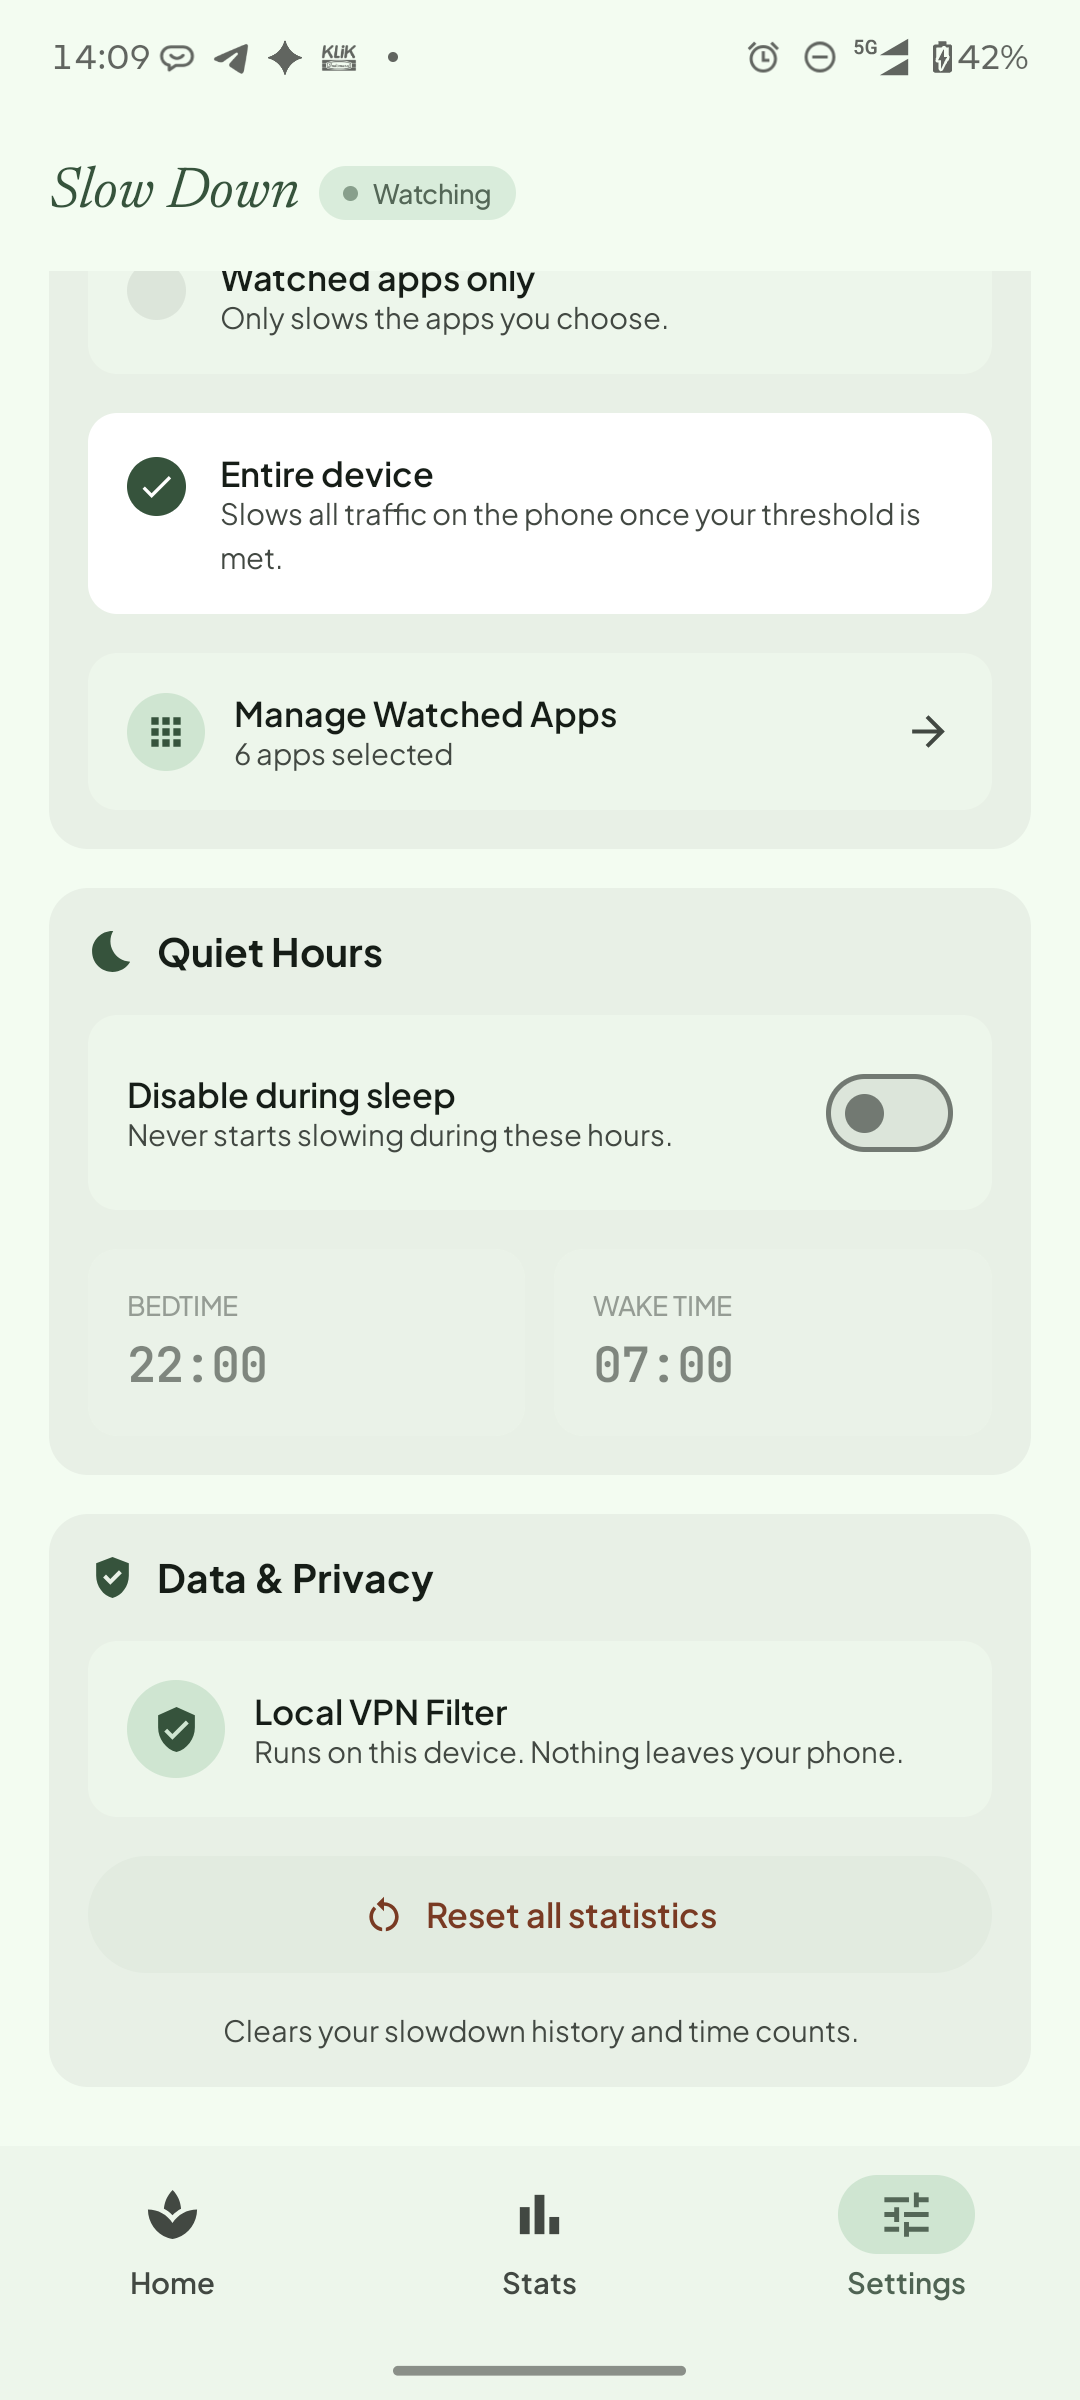 14:09
KLiK
5G
42%
Slow Down
Watching
Watched apps only
Only slows the apps you choose.
Entire device
Slows all traffic on the phone once your threshold is
met.
Manage Watched Apps
6 apps selected
Quiet Hours
Disable during sleep
Never starts slowing during these hours.
BEDTIME
22:00
WAKE TIME
07:00
Data & Privacy
Local VPN Filter
Runs on this device. Nothing leaves your phone.
Reset all statistics
Clears your slowdown history and time counts.
Home
Stats
Settings